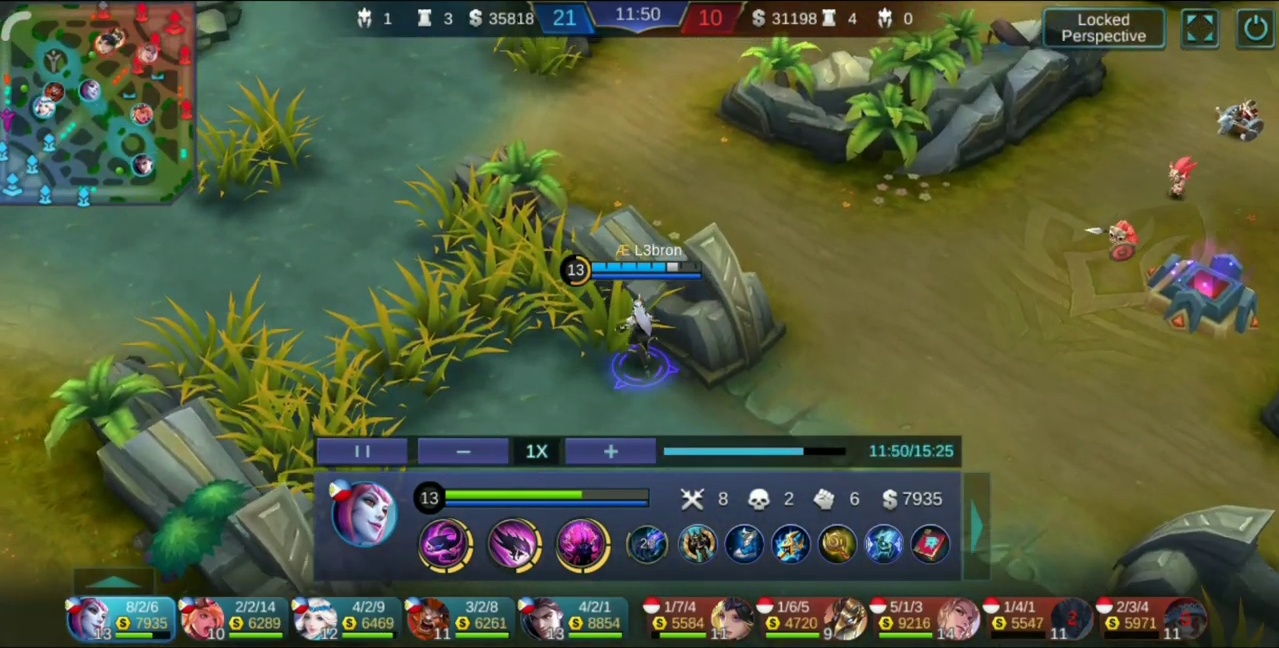 1 3 $ 35818 21 11:50 10 $ 31198 4 0
Locked
Perspective
Æ L3bron
13
1X 11:50/15:25
13 8 2 6 $ 7935
8/2/6 2/2/14 4/2/9 3/2/8 4/2/1 1/7/4 1/6/5 5/1/3 1/4/1 2/3/4
7935 6289 6469 6261 8854 5584 4720 9216 5547 5971
13 10 12 11 13 11 9 14 2 11 11